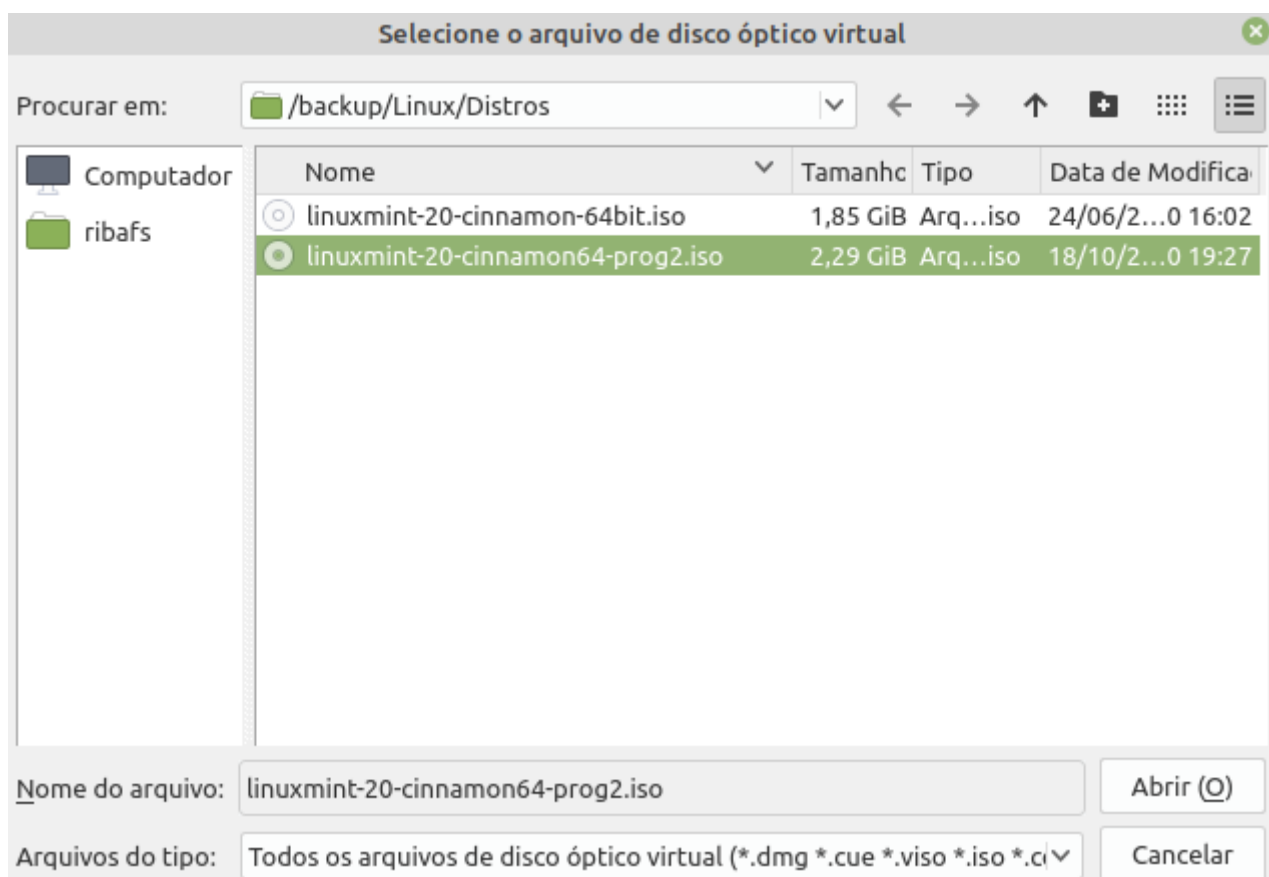 Selecione o arquivo de disco óptico virtual
Procurar em: /backup/Linux/Distros
Computador
ribafs
Nome Tamanho Tipo Data de Modifica
linuxmint-20-cinnamon-64bit.iso 1,85 GiB Arq...iso 24/06/2...0 16:02
linuxmint-20-cinnamon64-prog2.iso 2,29 GiB Arq...iso 18/10/2...0 19:27
Nome do arquivo: linuxmint-20-cinnamon64-prog2.iso Abrir (O)
Arquivos do tipo: Todos os arquivos de disco óptico virtual (*.dmg *.cue *.viso *.iso *.c Cancelar